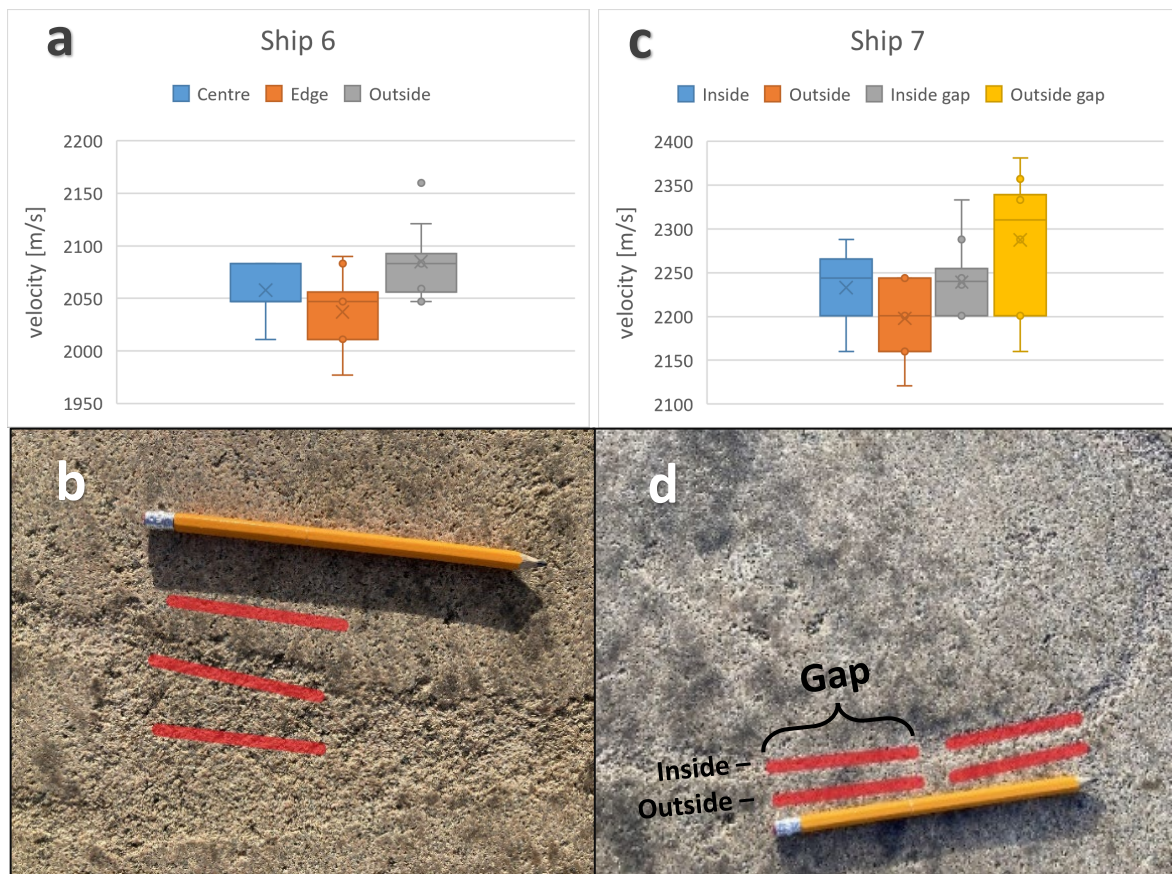 a
Ship 6
Centre Edge Outside
2200
2150
2100
2050
2000
1950
velocity [m/s]
c
Ship 7
Inside Outside Inside gap Outside gap
2400
2350
2300
2250
2200
2150
2100
velocity [m/s]
b
d
Gap
Inside –
Outside –